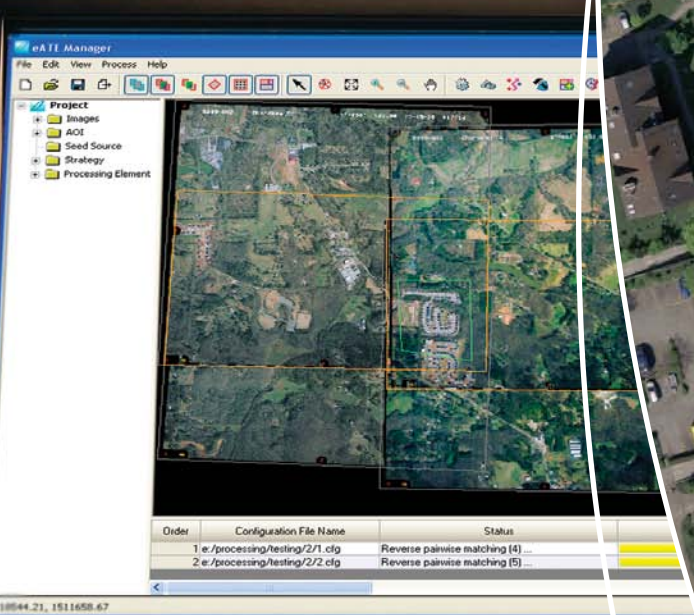 eATE Manager
File Edit View Process Help
Project
Images
AOI
Seed Source
Strategy
Processing Element
Order Configuration File Name Status
1 e:/processing/testing/2/1.cfg Reverse pairwise matching (4) ...
2 e:/processing/testing/2/2.cfg Reverse pairwise matching (5) ...
18544.21, 1511658.67